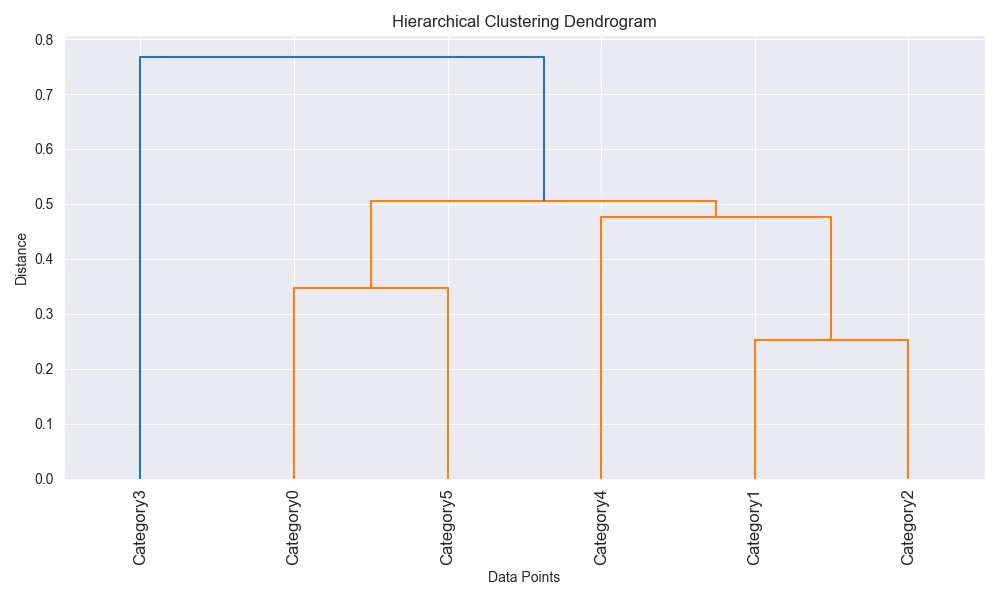 Hierarchical Clustering Dendrogram
0.8
0.7
0.6
0.5
0.4
0.3
0.2
0.1
0.0
Distance
Category3
Category0
Category5
Category4
Category1
Category2
Data Points